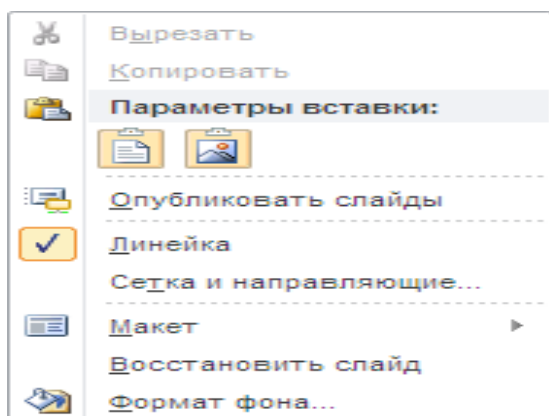 Вырезать
Копировать
Параметры вставки:
Опубликовать слайды
Линейка
Сетка и направляющие...
Макет
Восстановить слайд
Формат фона...